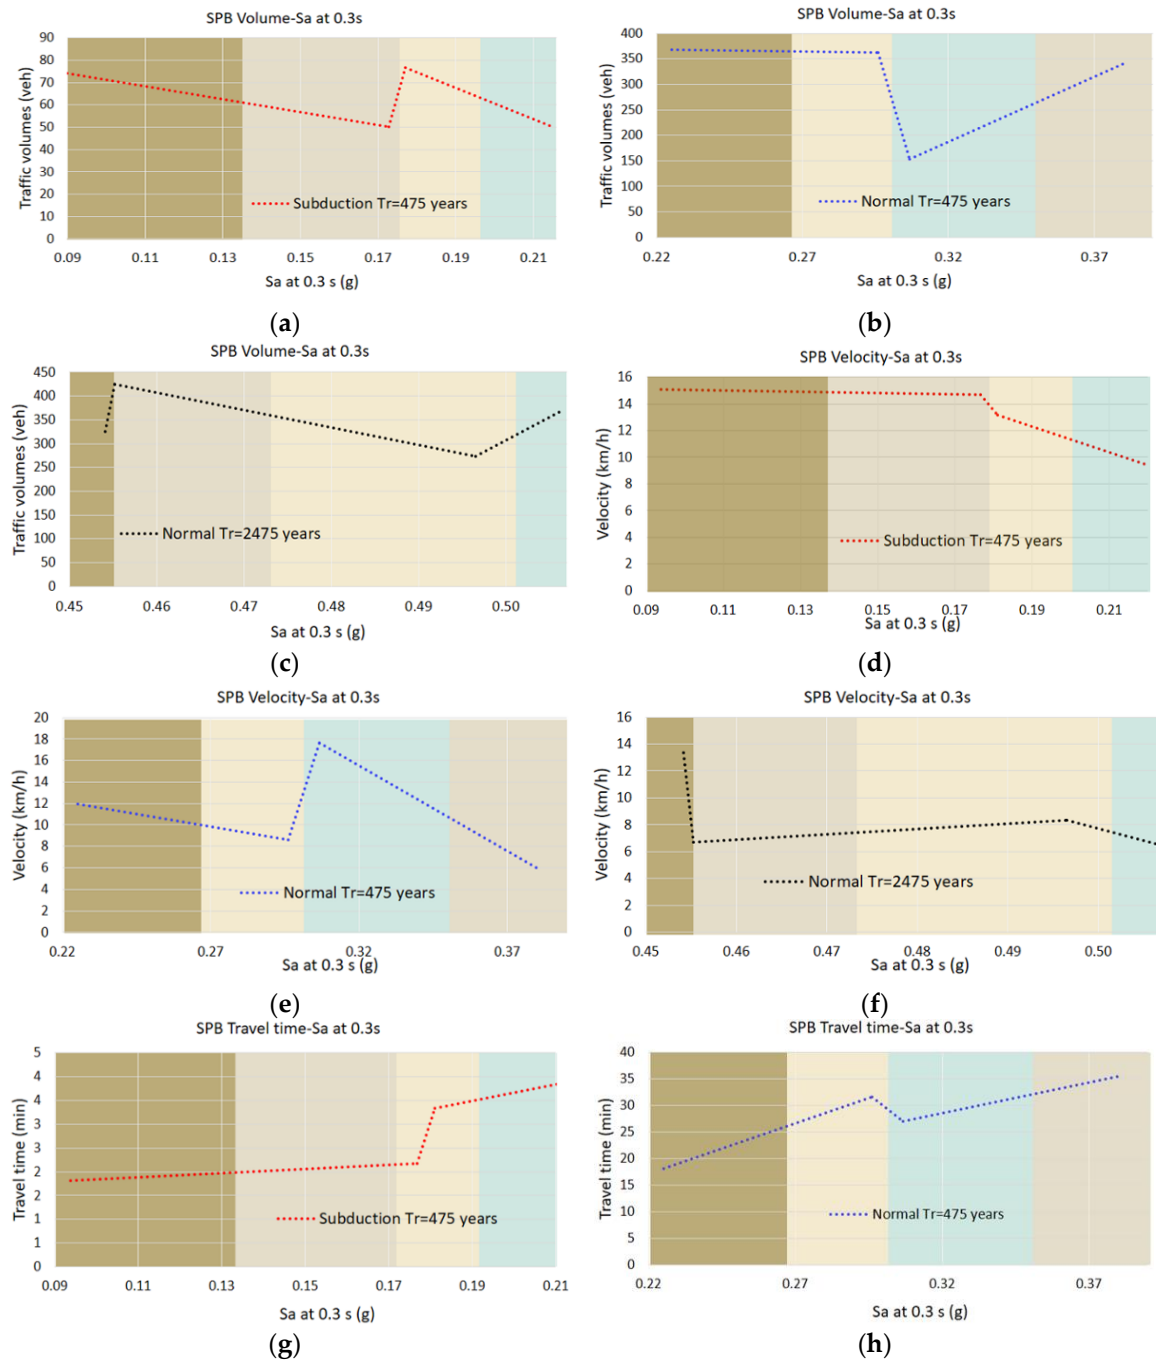 SPB Volume-Sa at 0.3s
90
80
70
60
50
40
30
20
10
0
Traffic volumes (veh)
Subduction Tr=475 years
0.09 0.11 0.13 0.15 0.17 0.19 0.21
Sa at 0.3 s (g)
(a)
SPB Volume-Sa at 0.3s
400
350
300
250
200
150
100
50
0
Traffic volumes (veh)
Normal Tr=475 years
0.22 0.27 0.32 0.37
Sa at 0.3 s (g)
(b)
SPB Volume-Sa at 0.3s
450
400
350
300
250
200
150
100
50
0
Traffic volumes (veh)
Normal Tr=2475 years
0.45 0.46 0.47 0.48 0.49 0.50
Sa at 0.3 s (g)
(c)
SPB Velocity-Sa at 0.3s
16
14
12
10
8
6
4
2
0
Velocity (km/h)
Subduction Tr=475 years
0.09 0.11 0.13 0.15 0.17 0.19 0.21
Sa at 0.3 s (g)
(d)
SPB Velocity-Sa at 0.3s
20
18
16
14
12
10
8
6
4
2
0
Velocity (km/h)
Normal Tr=475 years
0.22 0.27 0.32 0.37
Sa at 0.3 s (g)
(e)
SPB Velocity-Sa at 0.3s
16
14
12
10
8
6
4
2
0
Velocity (km/h)
Normal Tr=2475 years
0.45 0.46 0.47 0.48 0.49 0.50
Sa at 0.3 s (g)
(f)
SPB Travel time-Sa at 0.3s
5
4
4
3
3
2
2
1
1
0
Travel time (min)
Subduction Tr=475 years
0.09 0.11 0.13 0.15 0.17 0.19 0.21
Sa at 0.3 s (g)
(g)
SPB Travel time-Sa at 0.3s
40
35
30
25
20
15
10
5
0
Travel time (min)
Normal Tr=475 years
0.22 0.27 0.32 0.37
Sa at 0.3 s (g)
(h)